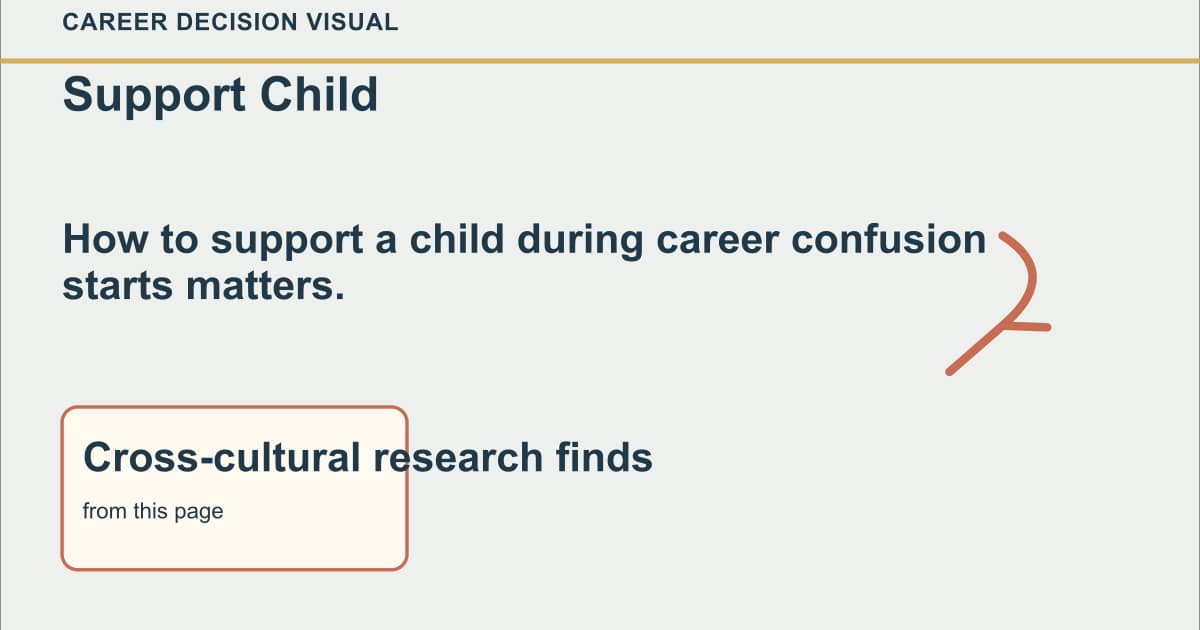 CAREER DECISION VISUAL
Support Child
How to support a child during career confusion
starts matters.
Cross-cultural research finds
from this page